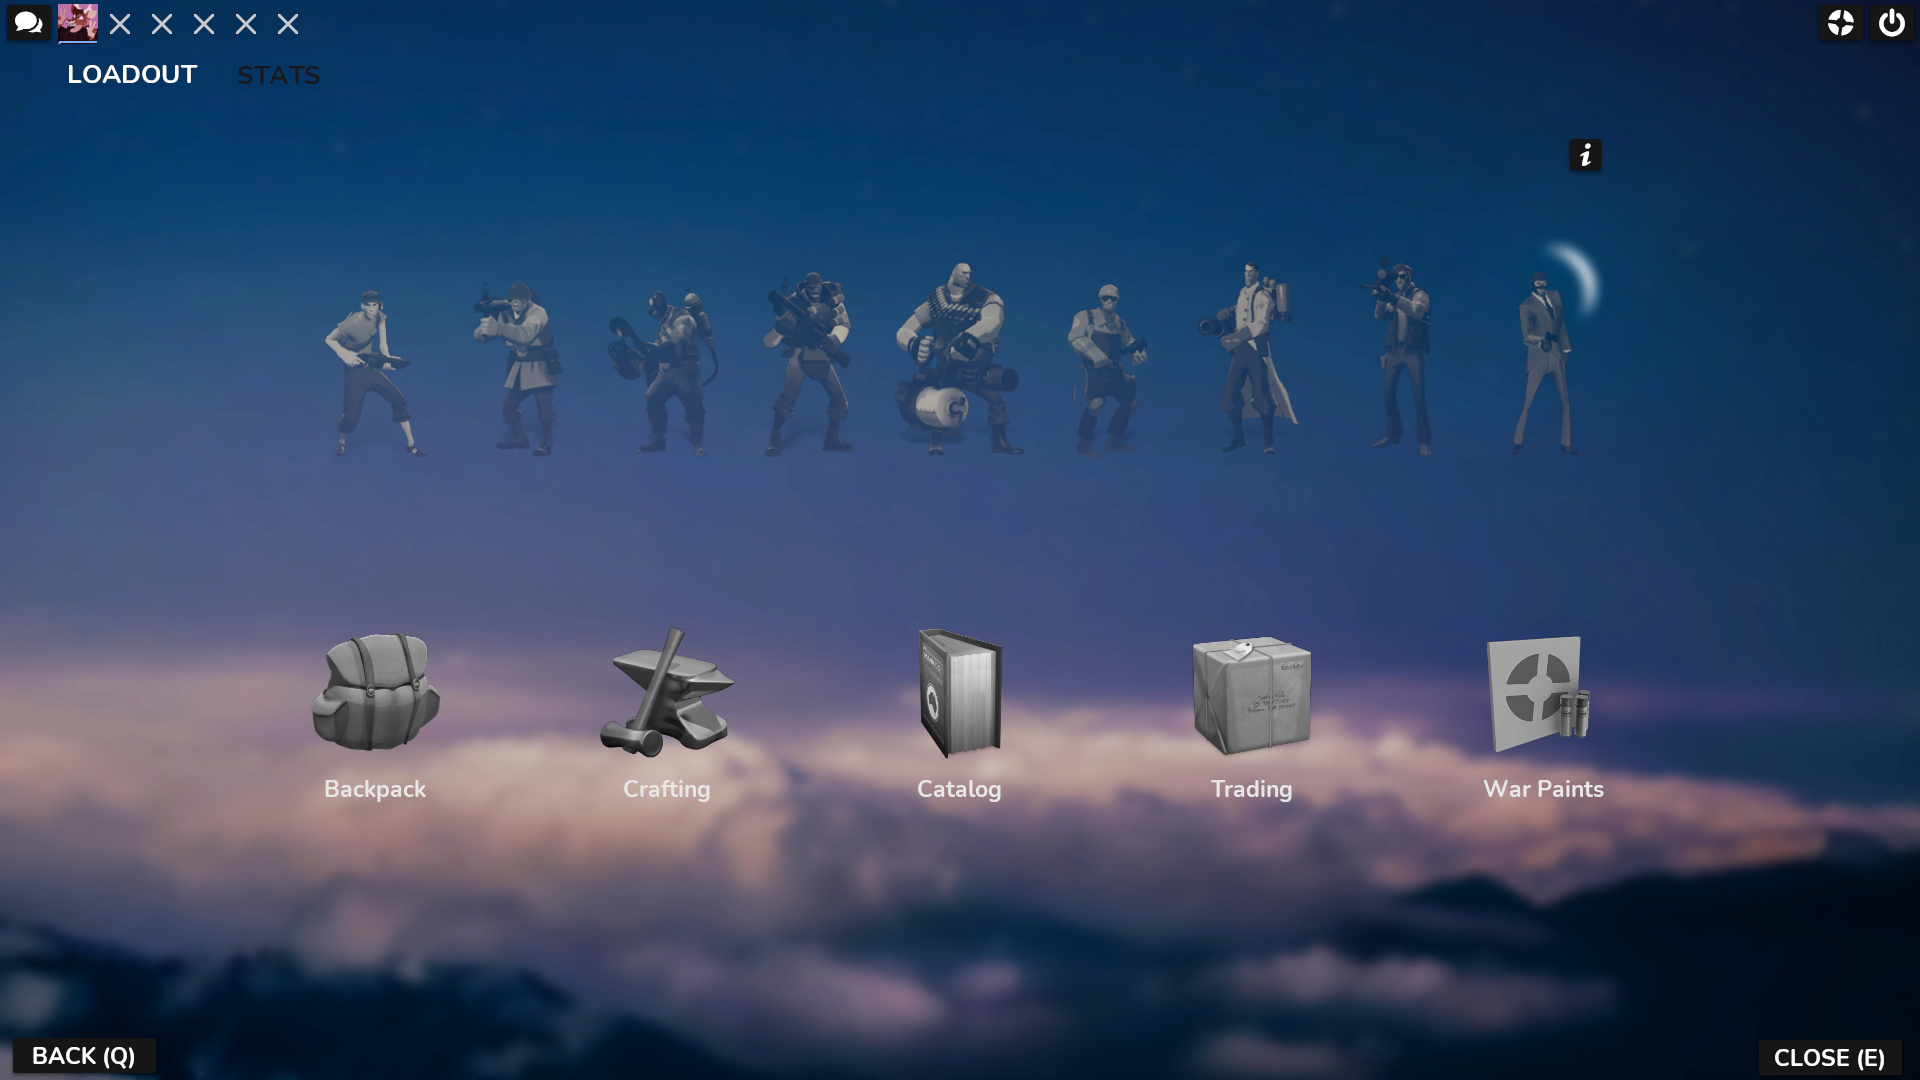 LOADOUT STATS
i
Backpack
Crafting
Catalog
Trading
War Paints
BACK (Q)
CLOSE (E)